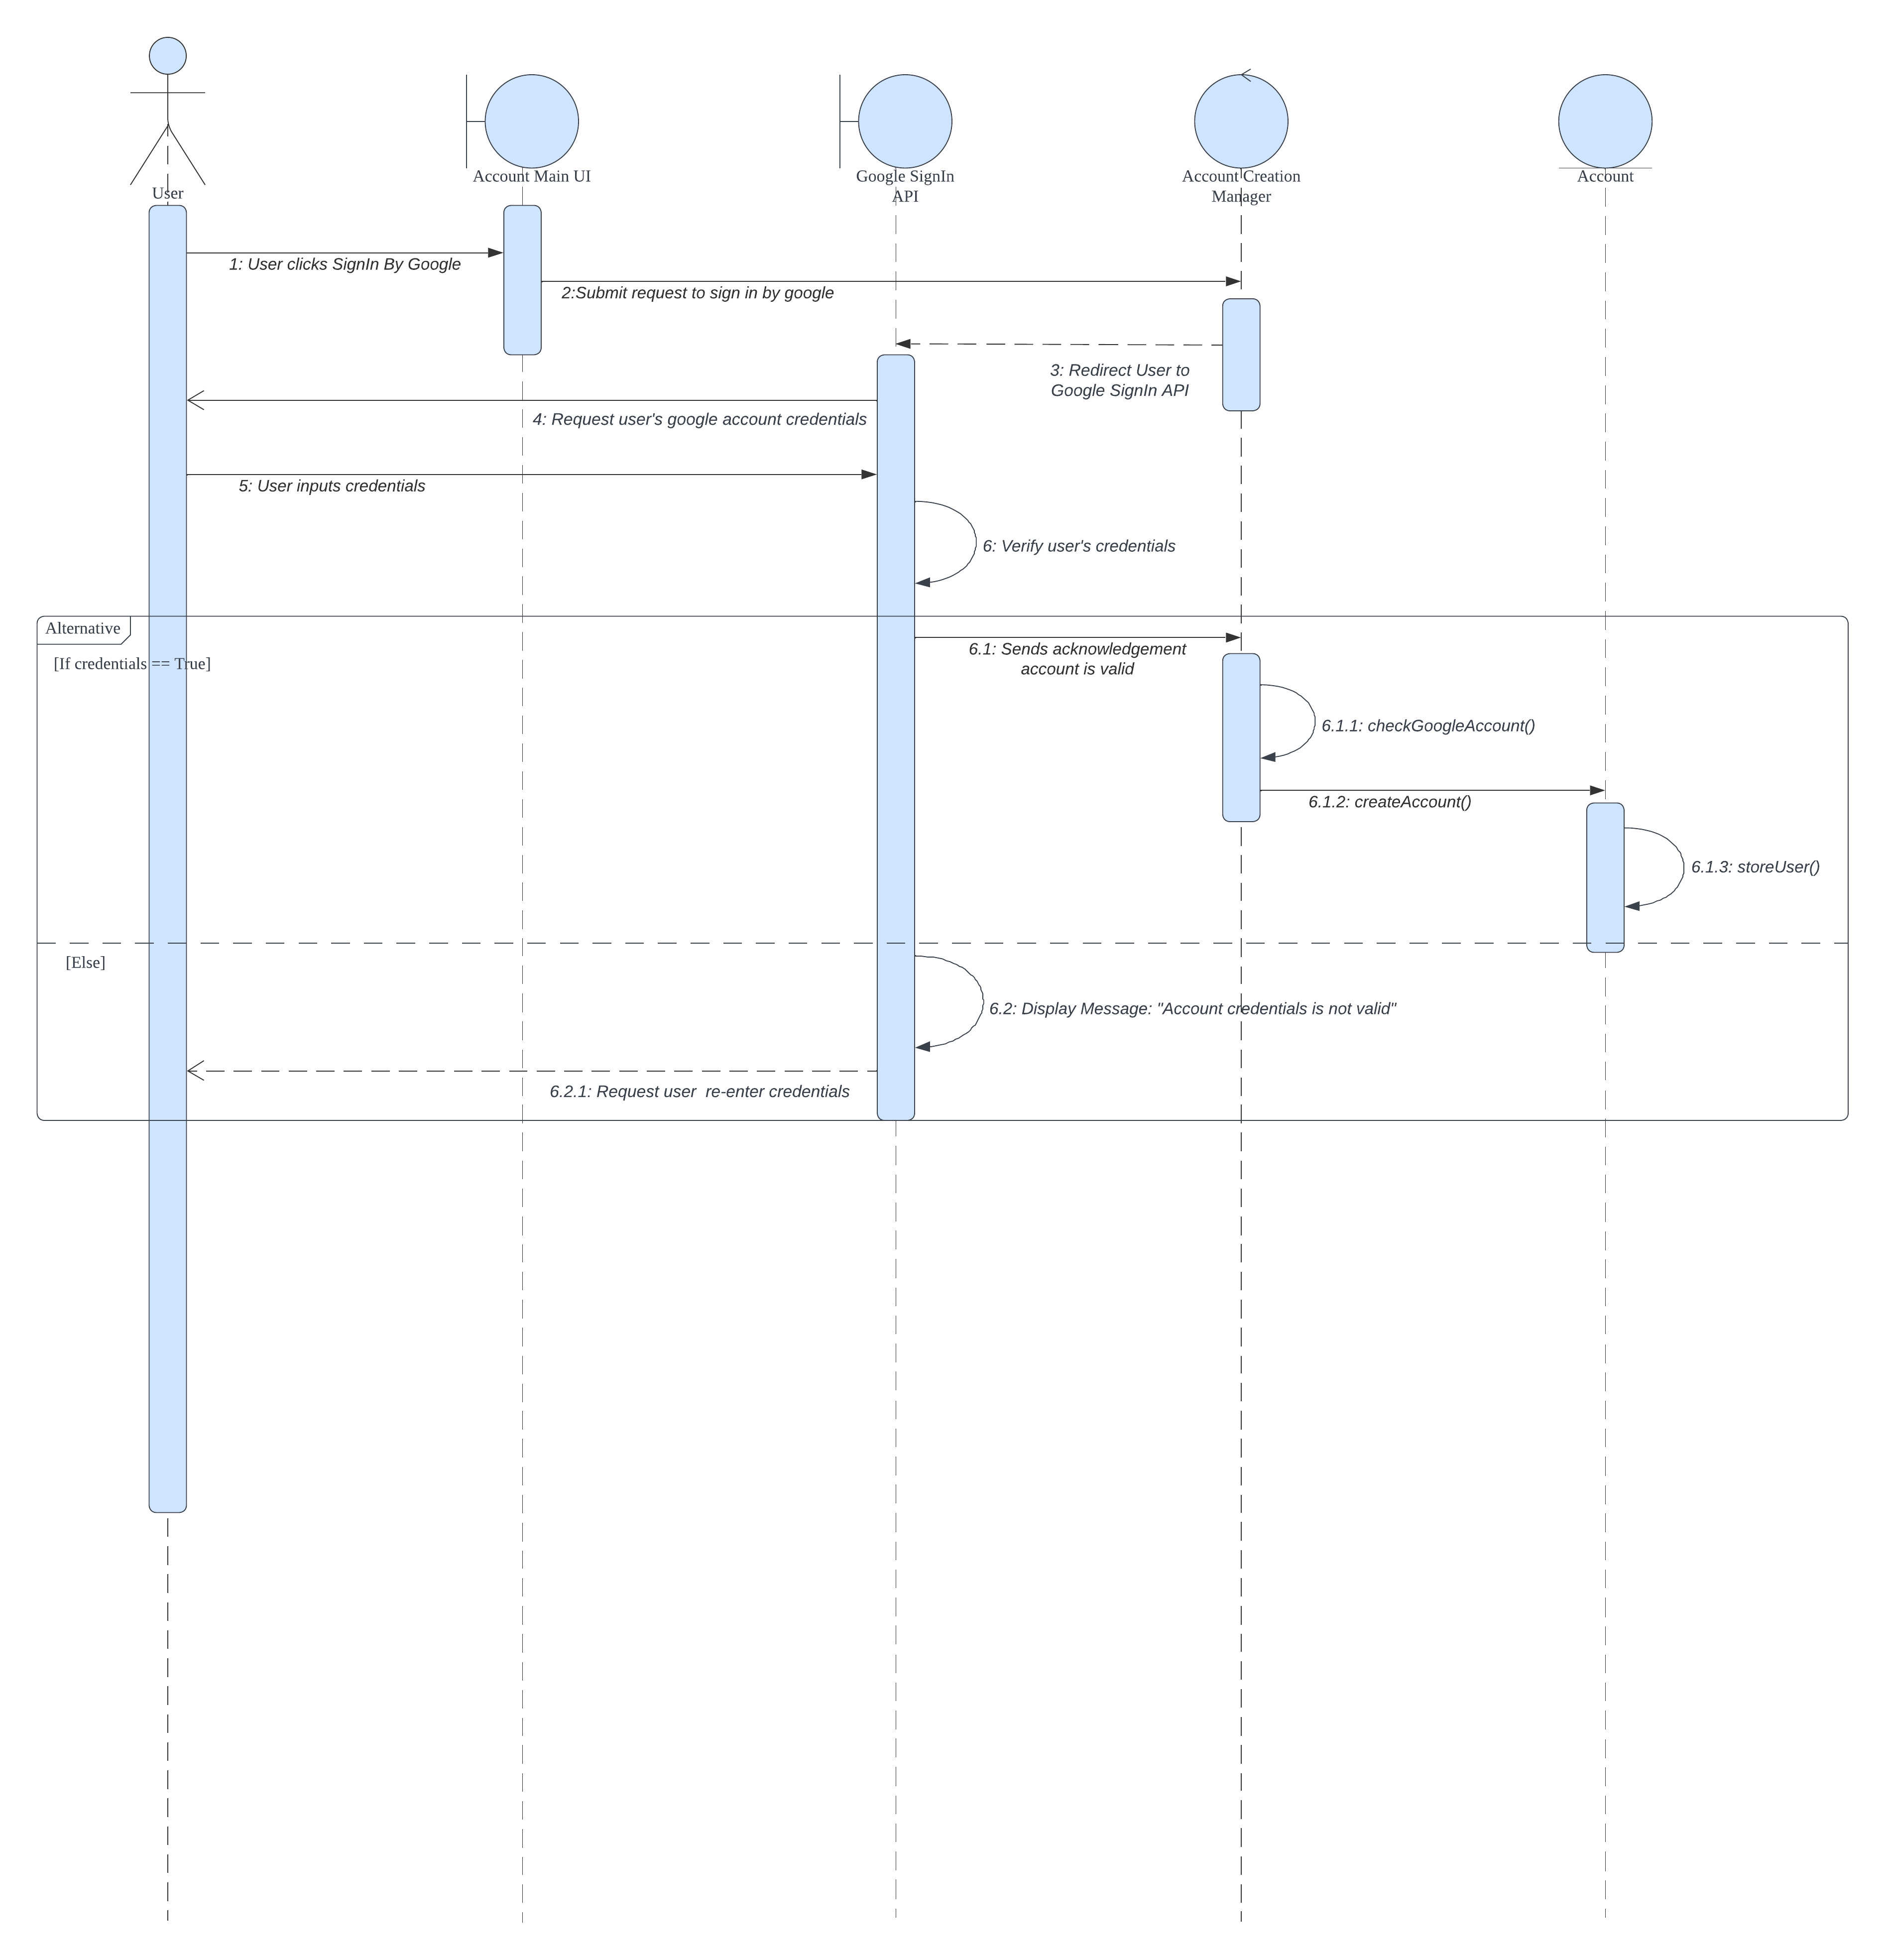 User
Account Main UI
Google SignIn
API
Account Creation
Manager
Account
1: User clicks SignIn By Google
2:Submit request to sign in by google
3: Redirect User to
Google SignIn API
4: Request user's google account credentials
5: User inputs credentials
6: Verify user's credentials
Alternative
[If credentials == True]
6.1: Sends acknowledgement
account is valid
6.1.1: checkGoogleAccount()
6.1.2: createAccount()
6.1.3: storeUser()
[Else]
6.2: Display Message: "Account credentials is not valid"
6.2.1: Request user  re-enter credentials